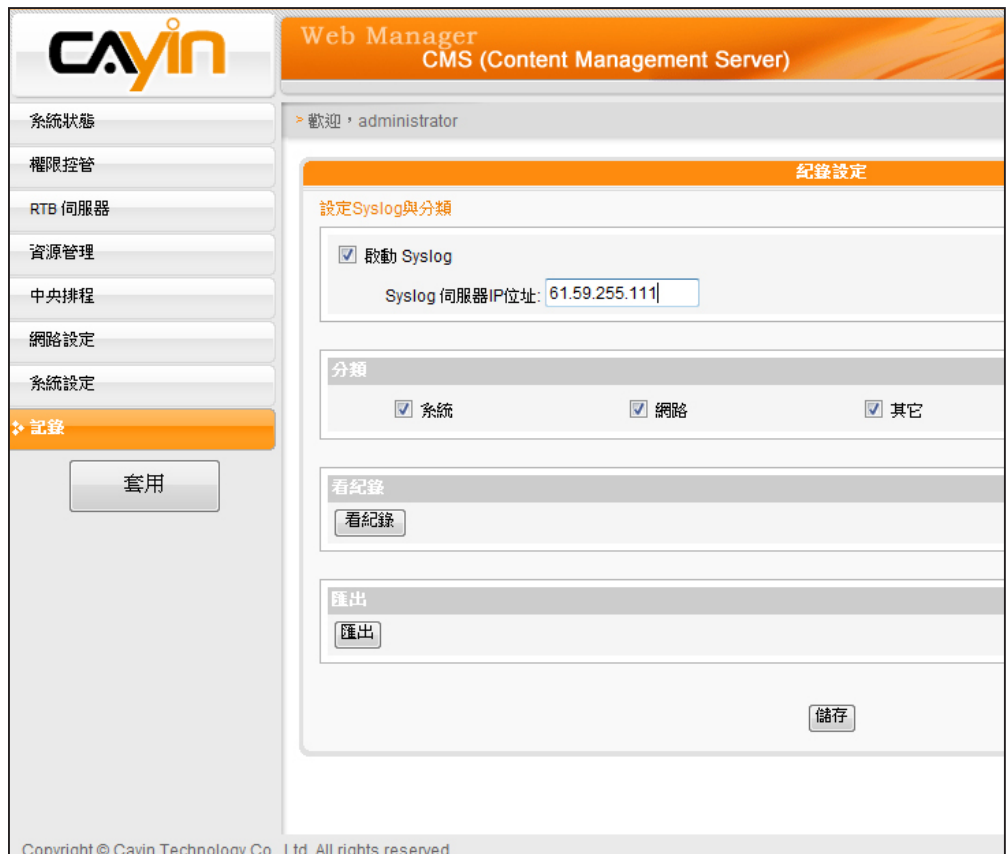 CAYIN
Web Manager
CMS (Content Management Server)
系統狀態
權限控管
RTB 伺服器
資源管理
中央排程
網路設定
系統設定
記錄
套用
> 歡迎，administrator
紀錄設定
設定Syslog與分類
啟動 Syslog
Syslog 伺服器IP位址: 61.59.255.111
分類
系統 網路 其它
看紀錄
看紀錄
匯出
匯出
儲存
Copyright © Cayin Technology Co., Ltd. All rights reserved.